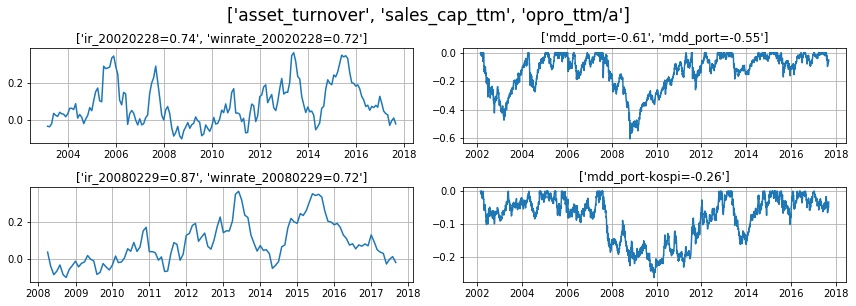 ['asset_turnover', 'sales_cap_ttm', 'opro_ttm/a']
['ir_20020228=0.74', 'winrate_20020228=0.72']
0.2
0.0
2004 2006 2008 2010 2012 2014 2016 2018
['mdd_port=-0.61', 'mdd_port=-0.55']
0.0
−0.2
−0.4
−0.6
2002 2004 2006 2008 2010 2012 2014 2016 2018
['ir_20080229=0.87', 'winrate_20080229=0.72']
0.2
0.0
2008 2009 2010 2011 2012 2013 2014 2015 2016 2017 2018
['mdd_port-kospi=-0.26']
0.0
−0.1
−0.2
2002 2004 2006 2008 2010 2012 2014 2016 2018